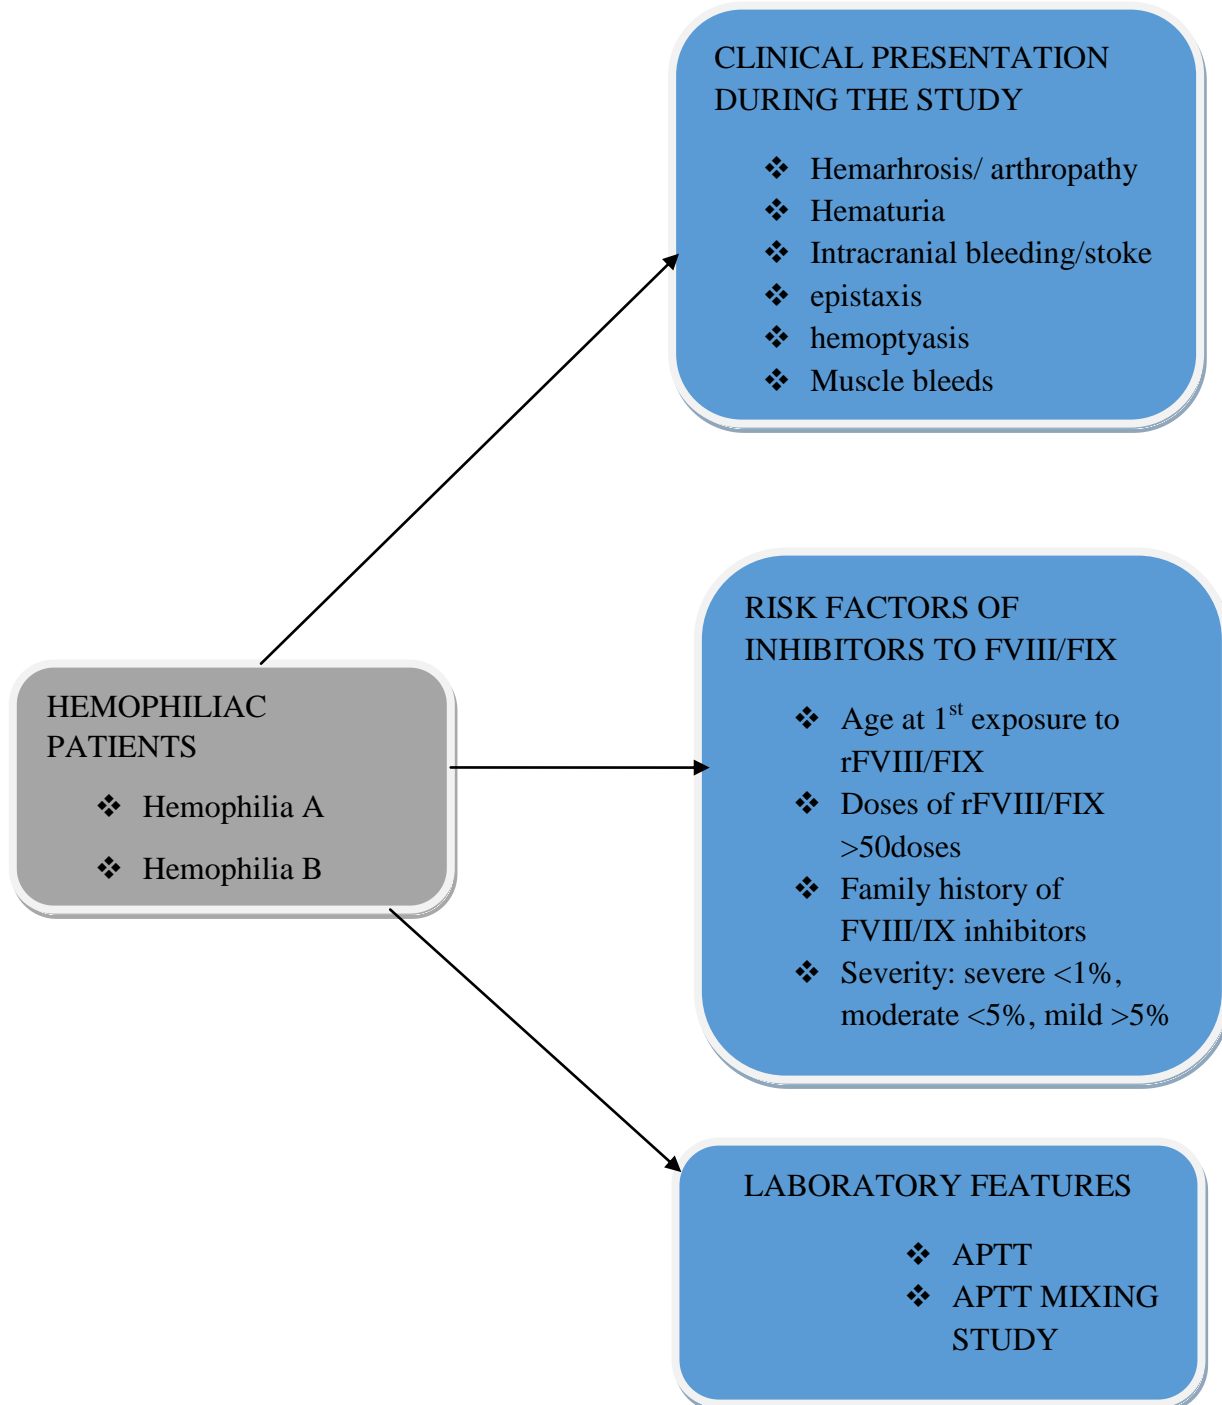 CLINICAL PRESENTATION
DURING THE STUDY
❖ Hemarhrosis/ arthropathy
❖ Hematuria
❖ Intracranial bleeding/stoke
❖ epistaxis
❖ hemoptyasis
❖ Muscle bleeds
HEMOPHILIAC
PATIENTS
❖ Hemophilia A
❖ Hemophilia B
RISK FACTORS OF
INHIBITORS TO FVIII/FIX
❖ Age at 1st exposure to
rFVIII/FIX
❖ Doses of rFVIII/FIX
>50doses
❖ Family history of
FVIII/IX inhibitors
❖ Severity: severe <1%,
moderate <5%, mild >5%
LABORATORY FEATURES
❖ APTT
❖ APTT MIXING
STUDY